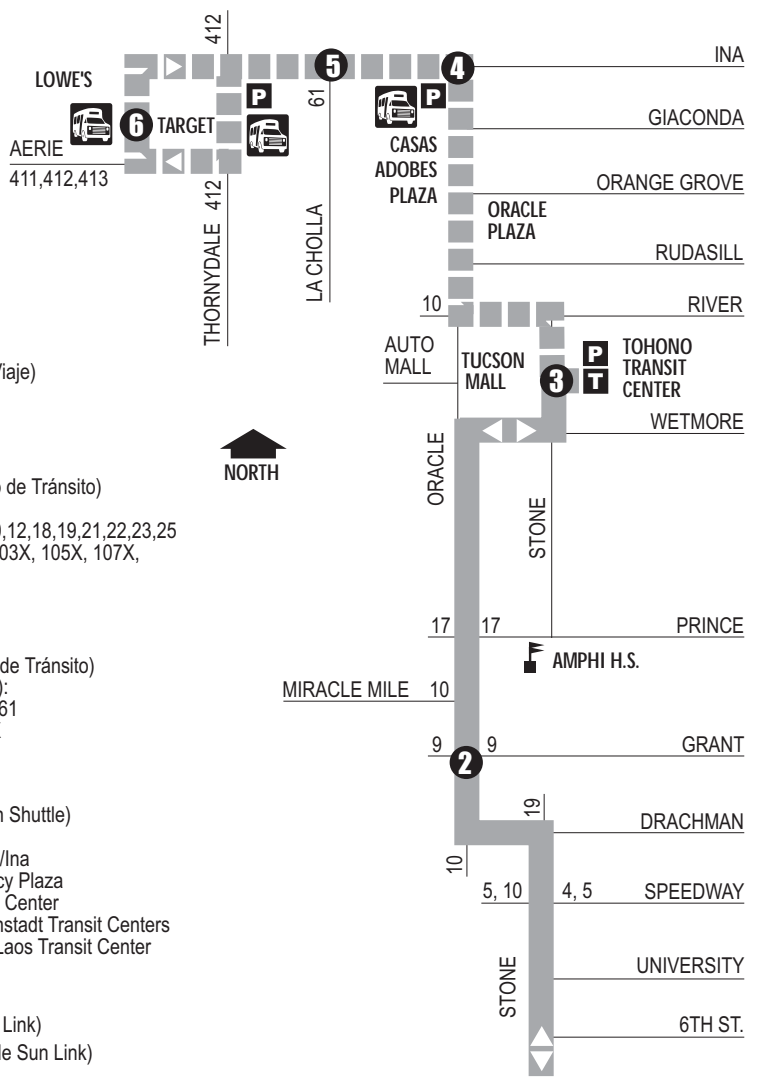 412
INA
LOWE'S
5
4
P
P
61
GIACONDA
6
TARGET
CASAS
ADOBES
PLAZA
AERIE
411,412,413
412
ORANGE GROVE
ORACLE
PLAZA
THORNYDALE
LA CHOLLA
RUDASILL
10
RIVER
AUTO
MALL
TUCSON
MALL
3
P
T
TOHONO
TRANSIT
CENTER
WETMORE
NORTH
ORACLE
STONE
17
17
PRINCE
AMPHI H.S.
MIRACLE MILE
10
9
2
9
GRANT
19
DRACHMAN
10
5, 10
4, 5
SPEEDWAY
STONE
UNIVERSITY
6TH ST.
de Tránsito)
,12,18,19,21,22,23,25
03X, 105X, 107X,
de Tránsito)
):
61
Shuttle)
/Ina
cy Plaza
Center
nstadt Transit Centers
Laos Transit Center
Link)
de Sun Link)